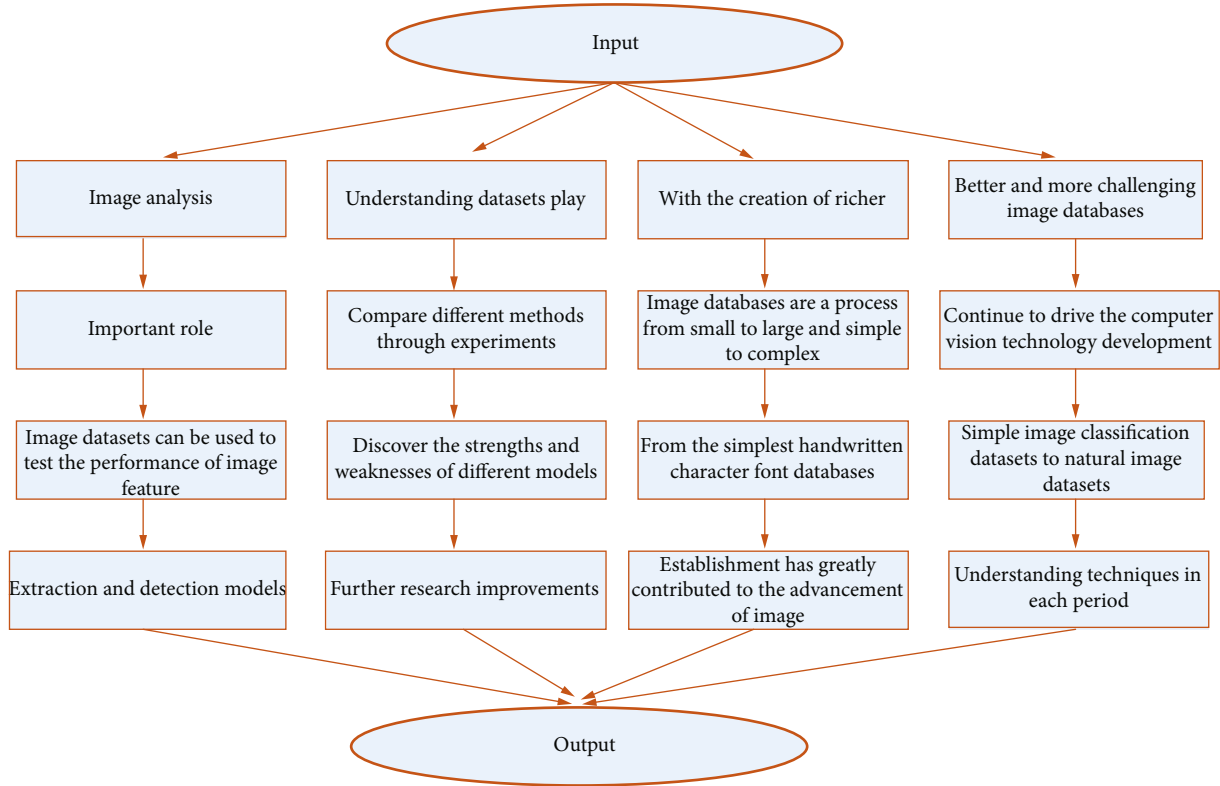 Input
Image analysis
Understanding datasets play
With the creation of richer
Better and more challenging
image databases
Important role
Compare different methods
through experiments
Image databases are a process
from small to large and simple
to complex
Continue to drive the computer
vision technology development
Image datasets can be used to
test the performance of image
feature
Discover the strengths and
weaknesses of different models
From the simplest handwritten
character font databases
Simple image classification
datasets to natural image
datasets
Extraction and detection models
Further research improvements
Establishment has greatly
contributed to the advancement
of image
Understanding techniques in
each period
Output